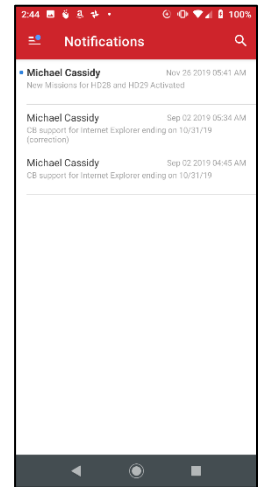 2:44 100%
Notifications
Michael Cassidy Nov 26 2019 05:41 AM
New Missions for HD28 and HD29 Activated
Michael Cassidy Sep 02 2019 05:34 AM
CB support for Internet Explorer ending on 10/31/19
(correction)
Michael Cassidy Sep 02 2019 04:45 AM
CB support for Internet Explorer ending on 10/31/19